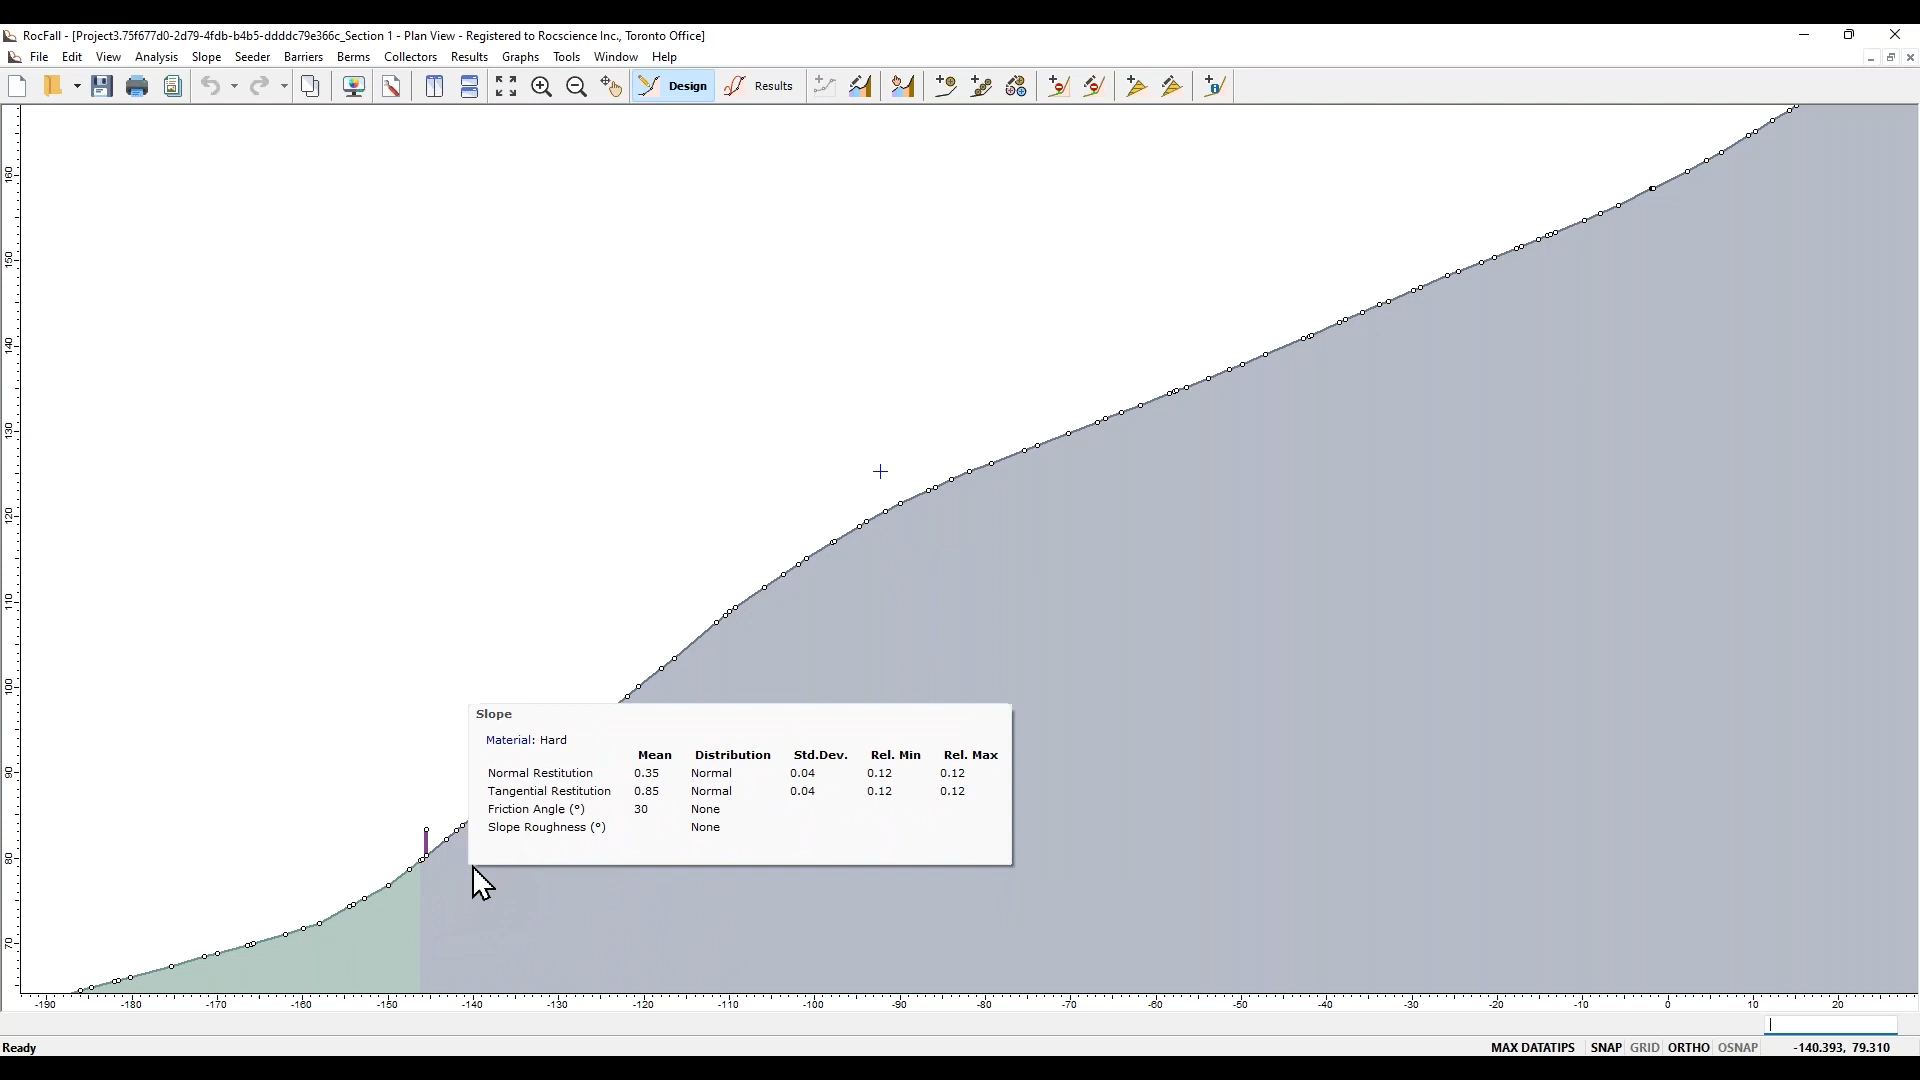 RocFall - [Project3.75f677d0-2d79-4fdb-b4b5-ddddc79e366c_Section 1 - Plan View - Registered to Rocscience Inc., Toronto Office]
File Edit View Analysis Slope Seeder Barriers Berms Collectors Results Graphs Tools Window Help
Design Results
160
150
140
130
120
110
100
90
80
70
Slope
Material: Hard
Mean Distribution Std.Dev. Rel. Min Rel. Max
Normal Restitution 0.35 Normal 0.04 0.12 0.12
Tangential Restitution 0.85 Normal 0.04 0.12 0.12
Friction Angle (°) 30 None
Slope Roughness (°) None
-190 -180 -170 -160 -150 -140 -130 -120 -110 -100 -90 -80 -70 -60 -50 -40 -30 -20 -10 0 10 20
Ready MAX DATATIPS SNAP GRID ORTHO OSNAP -140.393, 79.310